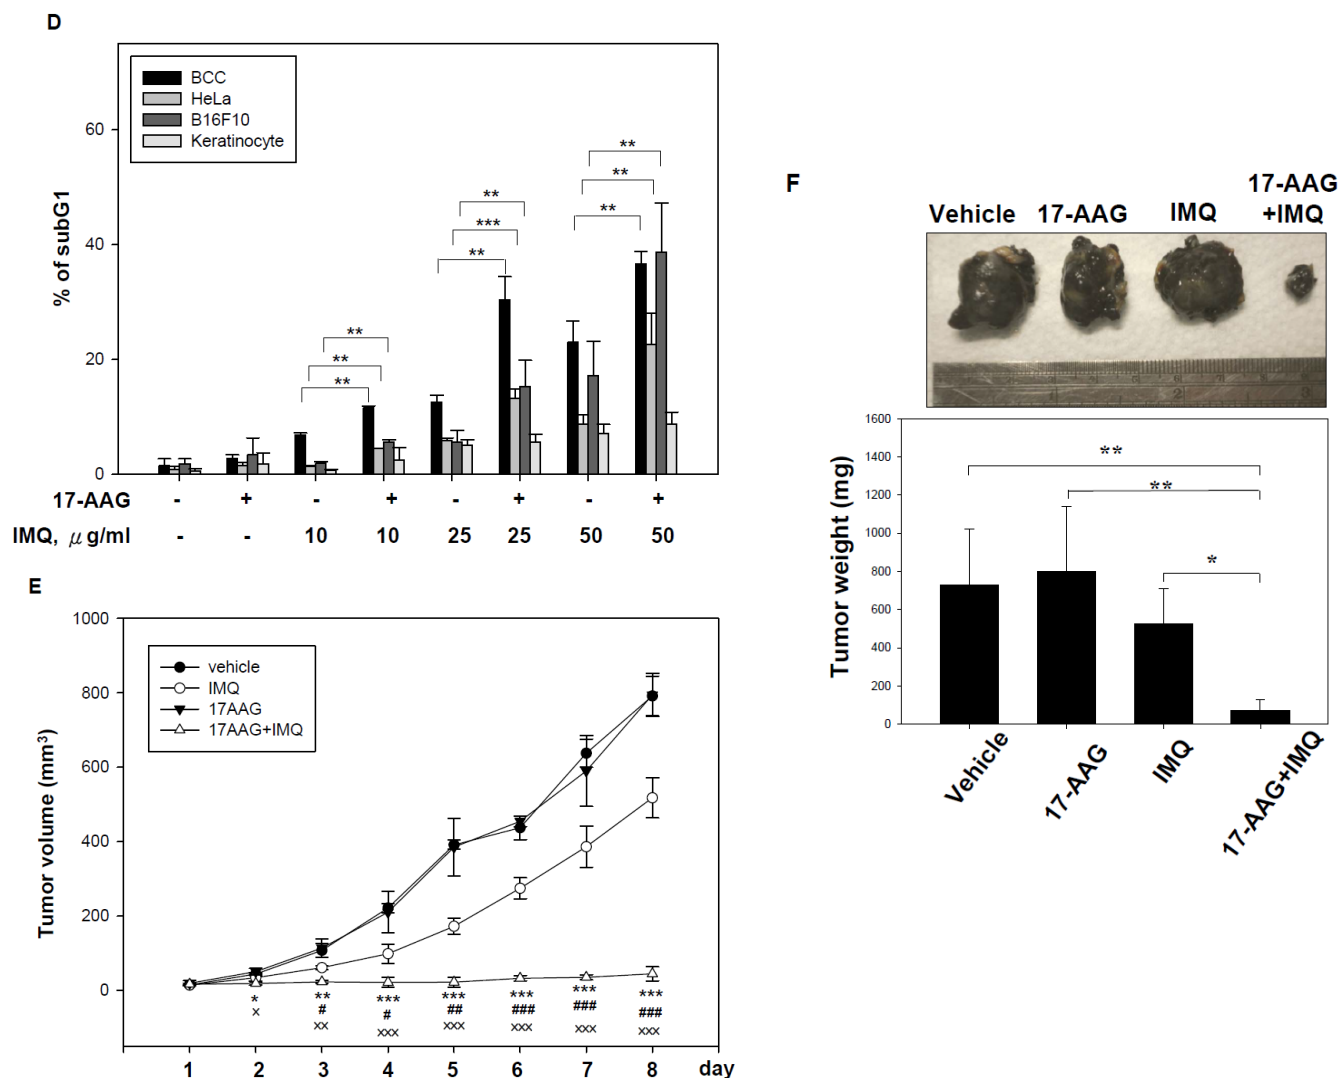 D
BCC
HeLa
B16F10
Keratinocyte
60
40
20
0
% of subG1
**
**
**
**
**
**
**
***
**
**
**
**
17-AAG - + - + - + - +
IMQ, μg/ml - - 10 10 25 25 50 50
E
1000
800
600
400
200
0
Tumor volume (mm³)
vehicle
IMQ
17AAG
17AAG+IMQ
* ** *** *** *** *** ***
# # ## ### ### ###
× ×× ××× ××× ××× ××× ×××
1 2 3 4 5 6 7 8 day
F
Vehicle 17-AAG IMQ 17-AAG
+IMQ
1600
1400
1200
1000
800
600
400
200
0
Tumor weight (mg)
**
**
*
Vehicle
17-AAG
IMQ
17-AAG+IMQ